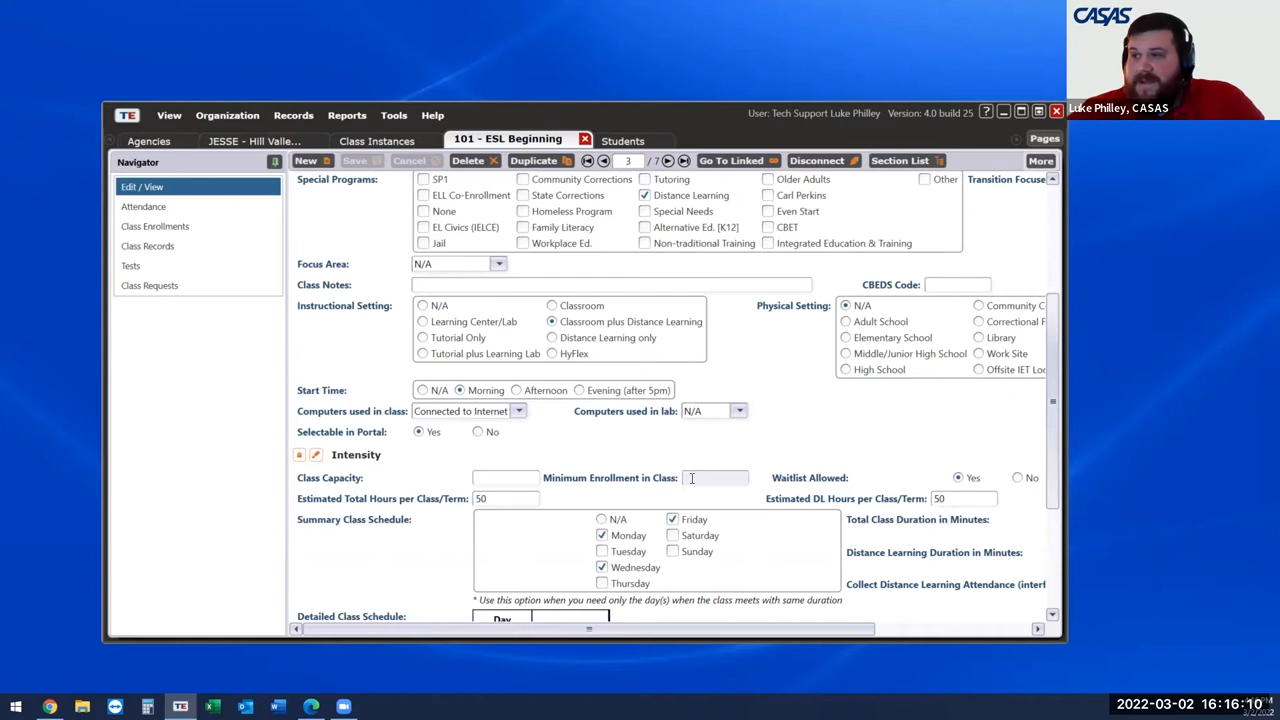 CASAS
Luke Philley, CASAS
TE View Organization Records Reports Tools Help User: Tech Support Luke Philley Version: 4.0 build 25
Agencies JESSE - Hill Valle... Class Instances 101 - ESL Beginning Students Pages
Navigator New Save Cancel Delete Duplicate 3 / 7 Go To Linked Disconnect Section List More
Edit / View
Attendance
Class Enrollments
Class Records
Tests
Class Requests
Special Programs: SP1 Community Corrections Tutoring Older Adults Other Transition Focuse
ELL Co-Enrollment State Corrections Distance Learning Carl Perkins
None Homeless Program Special Needs Even Start
EL Civics (IELCE) Family Literacy Alternative Ed. [K12] CBET
Jail Workplace Ed. Non-traditional Training Integrated Education & Training
Focus Area: N/A
Class Notes: CBEDS Code:
Instructional Setting: N/A Classroom Physical Setting: N/A Community C
Learning Center/Lab Classroom plus Distance Learning Adult School Correctional F
Tutorial Only Distance Learning only Elementary School Library
Tutorial plus Learning Lab HyFlex Middle/Junior High School Work Site
High School Offsite IET Loc
Start Time: N/A Morning Afternoon Evening (after 5pm)
Computers used in class: Connected to Internet Computers used in lab: N/A
Selectable in Portal: Yes No
Intensity
Class Capacity: Minimum Enrollment in Class: Waitlist Allowed: Yes No
Estimated Total Hours per Class/Term: 50 Estimated DL Hours per Class/Term: 50
Summary Class Schedule: N/A Friday Total Class Duration in Minutes:
Monday Saturday
Tuesday Sunday Distance Learning Duration in Minutes:
Wednesday
Thursday Collect Distance Learning Attendance (interf
* Use this option when you need only the day(s) when the class meets with same duration
Detailed Class Schedule: Day
TE
2022-03-02 16:16:10